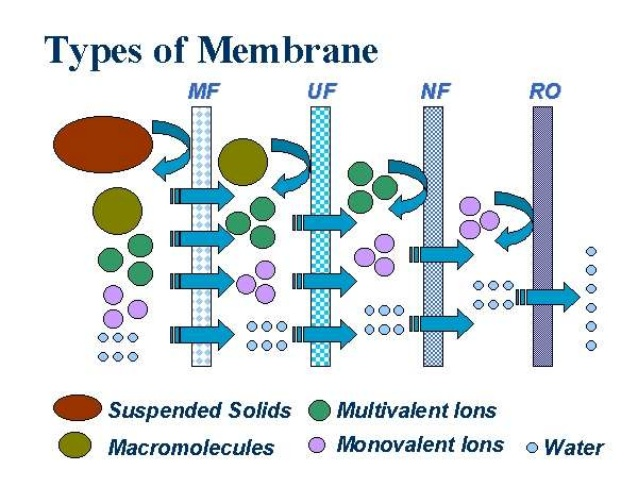 Types of Membrane
MF UF NF RO
Suspended Solids Multivalent Ions
Macromolecules Monovalent Ions Water